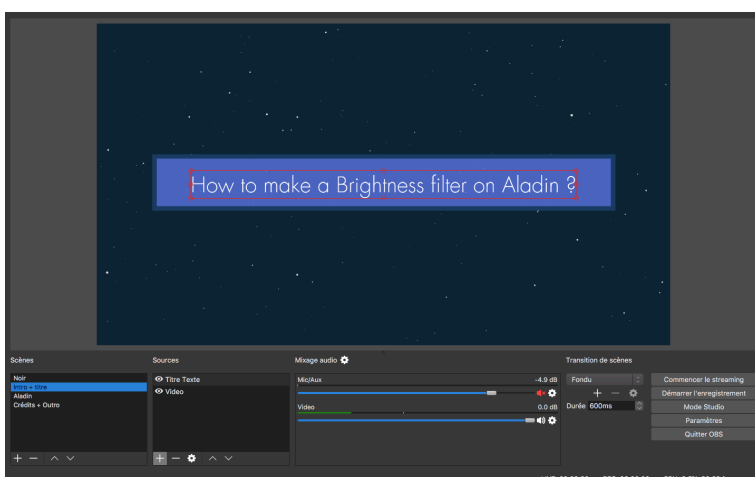 How to make a Brightness filter on Aladin ?
Scènes
Sources
Mixage audio
Transition de scènes
Noir
Intro + titre
Aladin
Crédits + Outro
Titre Texte
Video
Mic/Aux
-4.9 dB
Video
0.0 dB
Fondu
Durée 600ms
Commencer le streaming
Démarrer l'enregistrement
Mode Studio
Paramètres
Quitter OBS